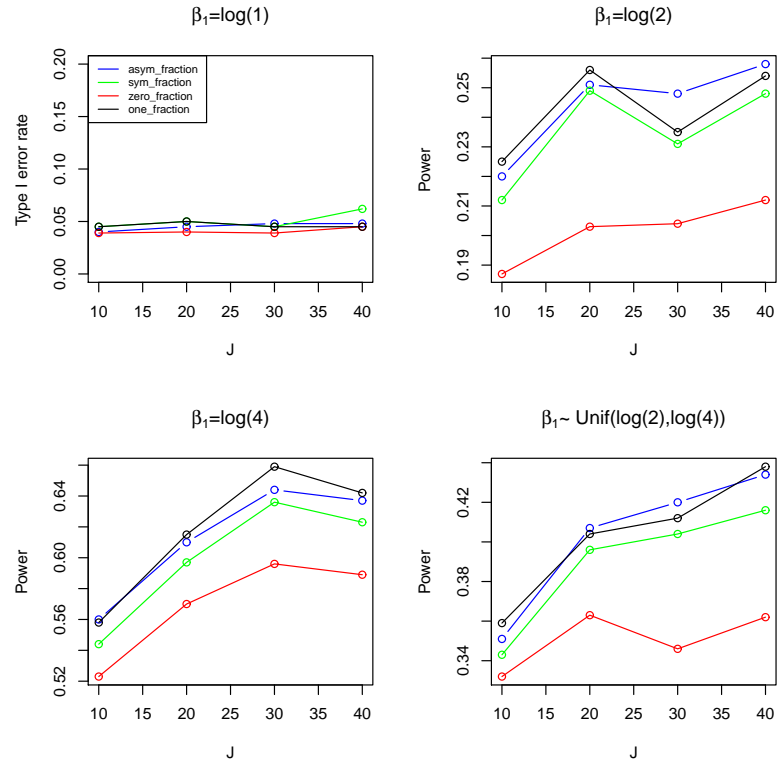 β1=log(1)
Type I error rate
0.20
0.15
0.10
0.05
0.00
asym_fraction
sym_fraction
zero_fraction
one_fraction
10 15 20 25 30 35 40
J
β1=log(2)
Power
0.25
0.23
0.21
0.19
10 15 20 25 30 35 40
J
β1=log(4)
Power
0.64
0.60
0.56
0.52
10 15 20 25 30 35 40
J
β1~ Unif(log(2),log(4))
Power
0.42
0.38
0.34
10 15 20 25 30 35 40
J